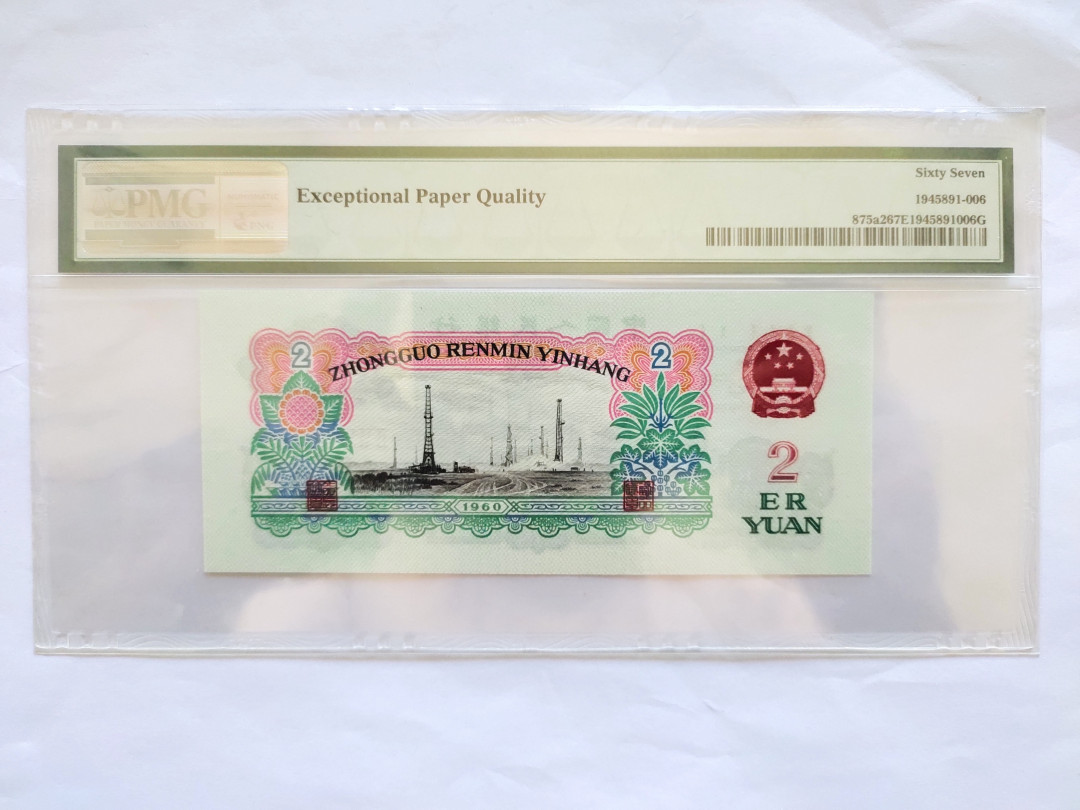 PMG
Exceptional Paper Quality
Sixty Seven
1945891-006
875a267E1945891006G
2
ZHONGGUO RENMIN YINHANG
2
2
ER
YUAN
1960